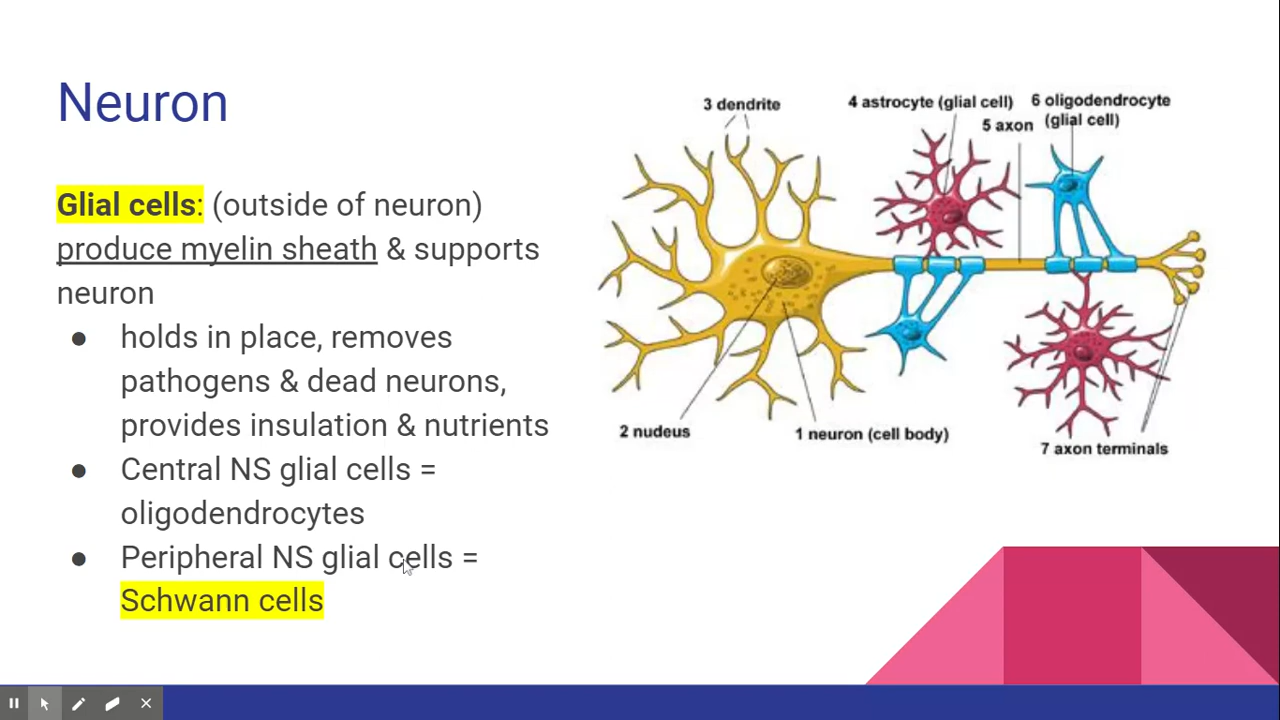 Neuron
Glial cells: (outside of neuron)
produce myelin sheath & supports
neuron
● holds in place, removes
pathogens & dead neurons,
provides insulation & nutrients
● Central NS glial cells =
oligodendrocytes
● Peripheral NS glial cells =
Schwann cells
3 dendrite
4 astrocyte (glial cell)
5 axon
6 oligodendrocyte
(glial cell)
2 nudeus
1 neuron (cell body)
7 axon terminals